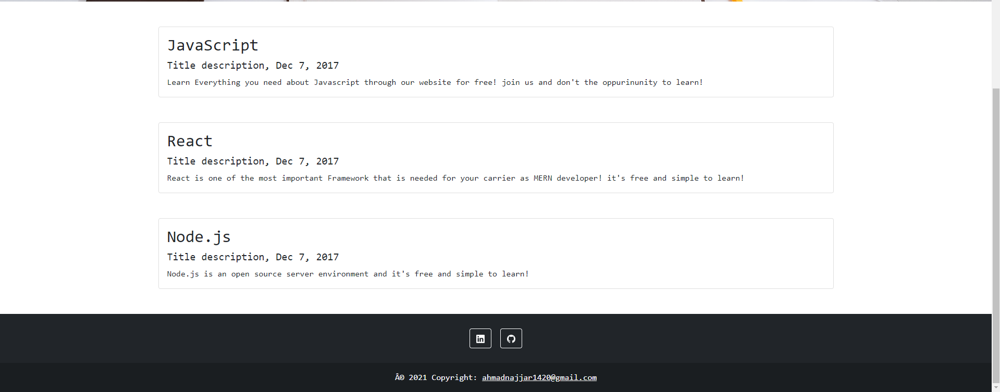 JavaScript
Title description, Dec 7, 2017
Learn Everything you need about Javascript through our website for free! join us and don't the oppurinunity to learn!
React
Title description, Dec 7, 2017
React is one of the most important Framework that is needed for your carrier as MERN developer! it's free and simple to learn!
Node.js
Title description, Dec 7, 2017
Node.js is an open source server environment and it's free and simple to learn!
in
Â© 2021 Copyright: ahmadnajjar1420@gmail.com